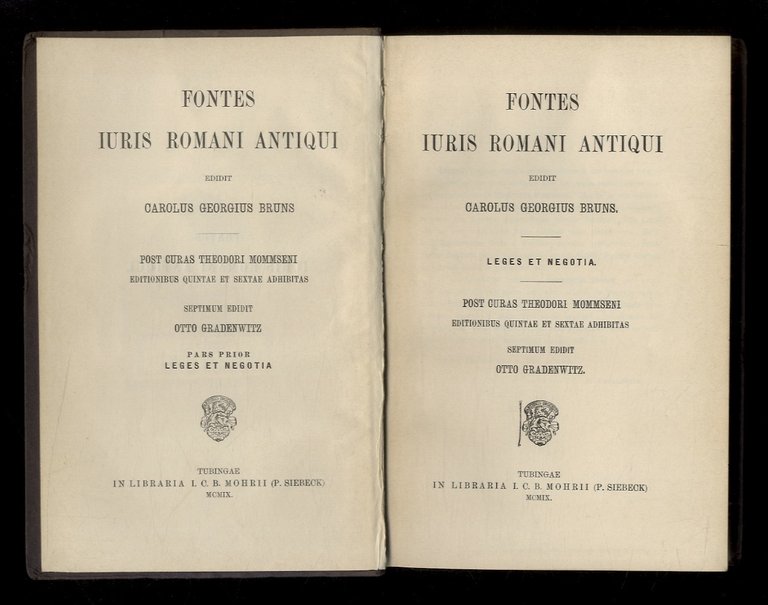 FONTES
IURIS ROMANI ANTIQUI
EDIDIT
CAROLUS GEORGIUS BRUNS
POST CURAS THEODORI MOMMSENI
EDITIONIBUS QUINTAE ET SEXTAE ADHIBITAS
SEPTIMUM EDIDIT
OTTO GRADENWITZ
PARS PRIOR
LEGES ET NEGOTIA
TUBINGAE
IN LIBRARIA I. C. B. MOHRII (P. SIEBECK)
MCMIX.
FONTES
IURIS ROMANI ANTIQUI
EDIDIT
CAROLUS GEORGIUS BRUNS.
LEGES ET NEGOTIA.
POST CURAS THEODORI MOMMSENI
EDITIONIBUS QUINTAE ET SEXTAE ADHIBITAS
SEPTIMUM EDIDIT
OTTO GRADENWITZ.
TUBINGAE
IN LIBRARIA I. C. B. MOHRII (P. SIEBECK)
MCMIX.